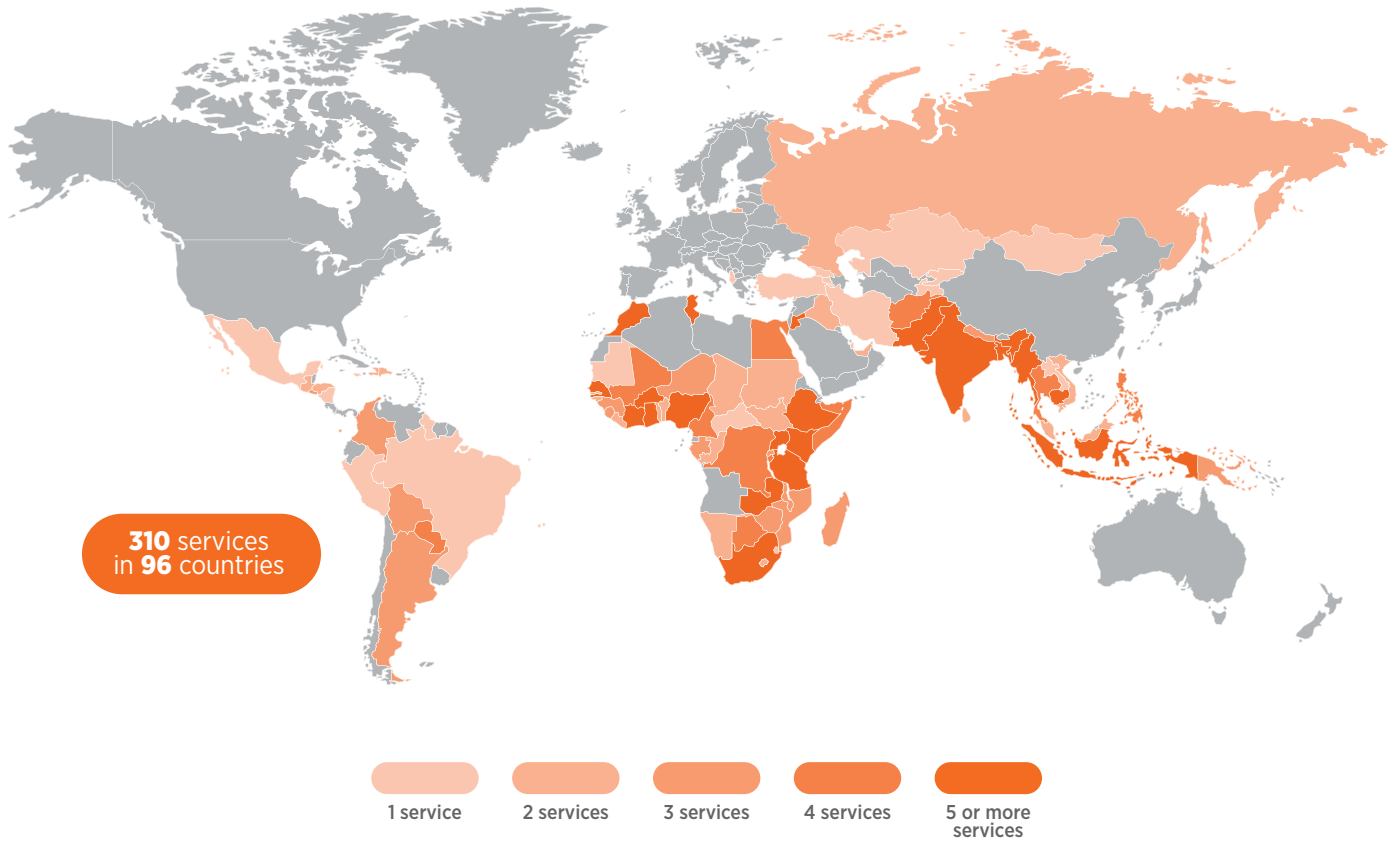 310 services
in 96 countries
1 service
2 services
3 services
4 services
5 or more
services